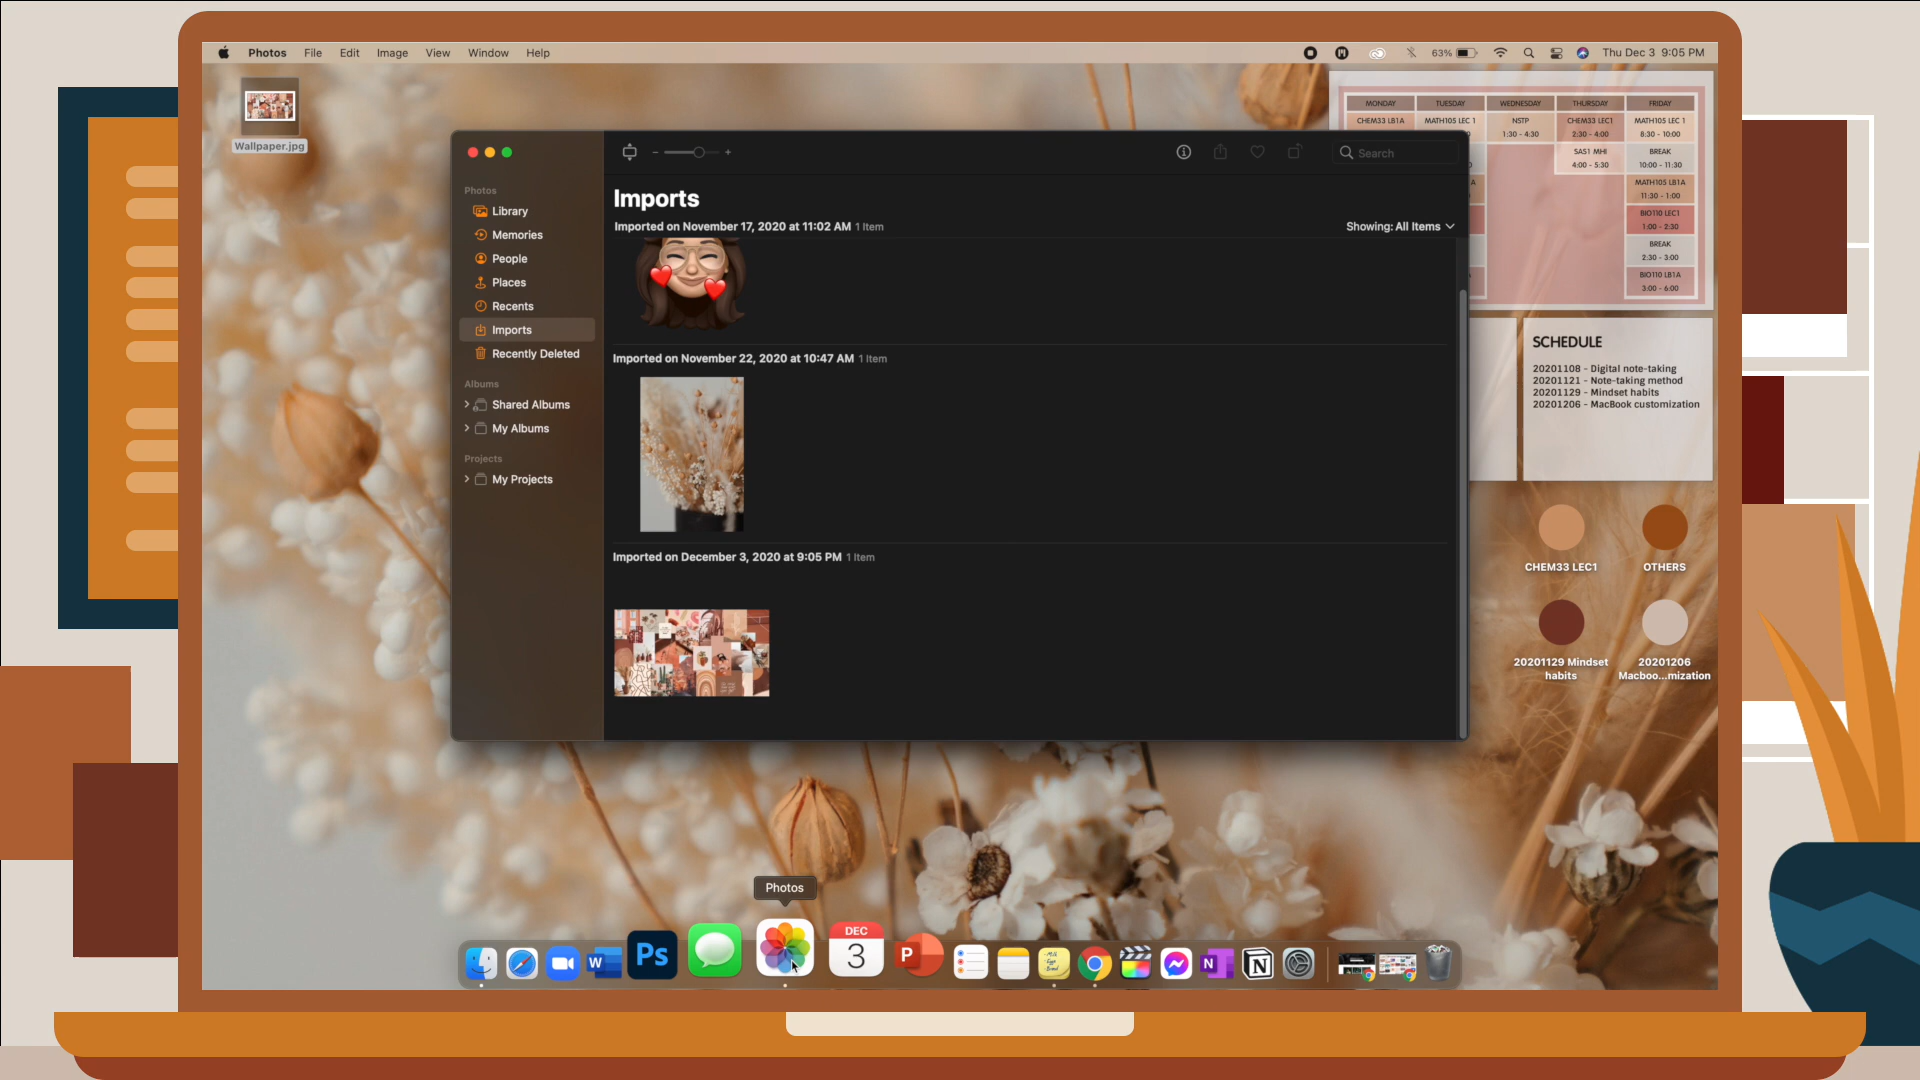 Photos File Edit Image View Window Help
63% Thu Dec 3 9:05 PM
Wallpaper.jpg
MONDAY TUESDAY WEDNESDAY THURSDAY FRIDAY
CHEM33 LB1A MATH105 LEC 1 NSTP CHEM33 LEC1 MATH105 LEC 1
1:30 - 4:30 2:30 - 4:00 8:30 - 10:00
SAS1 MHI BREAK
4:00 - 5:30 10:00 - 11:30
MATH105 LB1A
11:30 - 1:00
BIO110 LEC1
1:00 - 2:30
BREAK
2:30 - 3:00
BIO110 LB1A
3:00 - 6:00
Search
Photos
Library
Memories
People
Places
Recents
Imports
Recently Deleted
Albums
Shared Albums
My Albums
Projects
My Projects
Imports
Imported on November 17, 2020 at 11:02 AM 1 Item
Showing: All Items
Imported on November 22, 2020 at 10:47 AM 1 Item
Imported on December 3, 2020 at 9:05 PM 1 Item
SCHEDULE
20201108 - Digital note-taking
20201121 - Note-taking method
20201129 - Mindset habits
20201206 - MacBook customization
CHEM33 LEC1
OTHERS
20201129 Mindset
habits
20201206
Macboo...mization
Photos
W
Ps
DEC
3
P
N
N